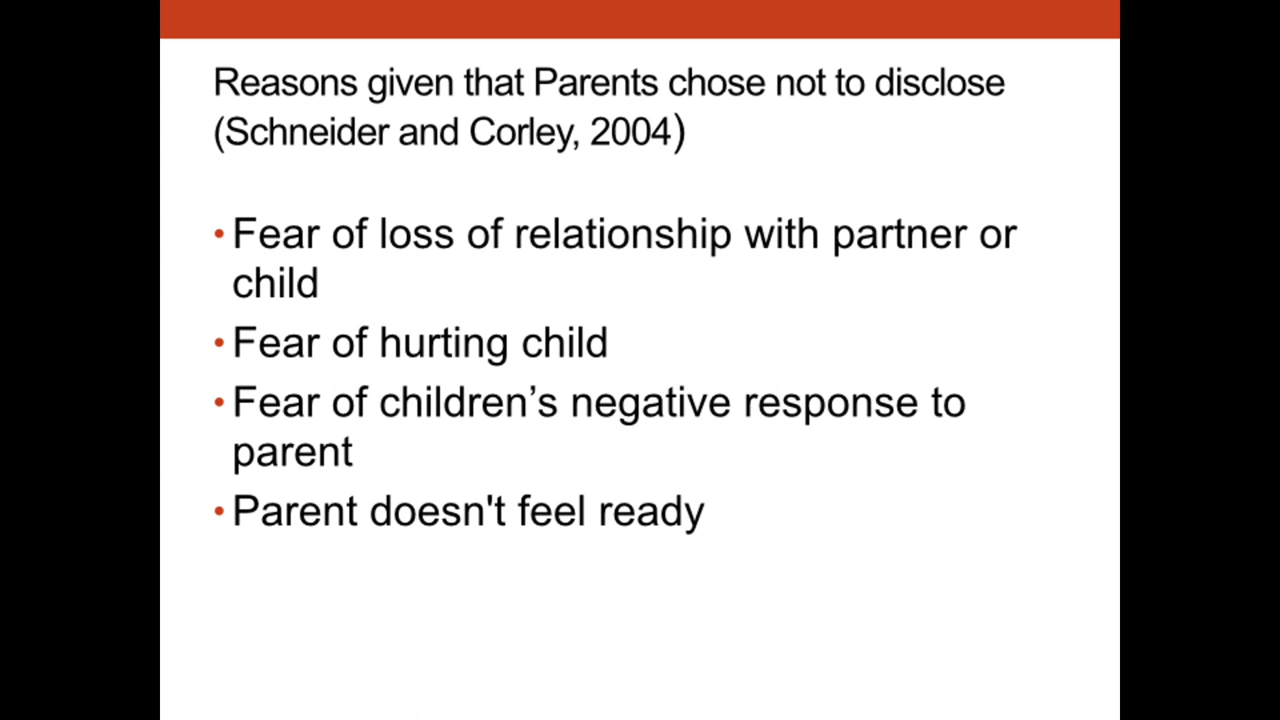 Reasons given that Parents chose not to disclose
(Schneider and Corley, 2004)
•Fear of loss of relationship with partner or
child
•Fear of hurting child
•Fear of children’s negative response to
parent
•Parent doesn't feel ready